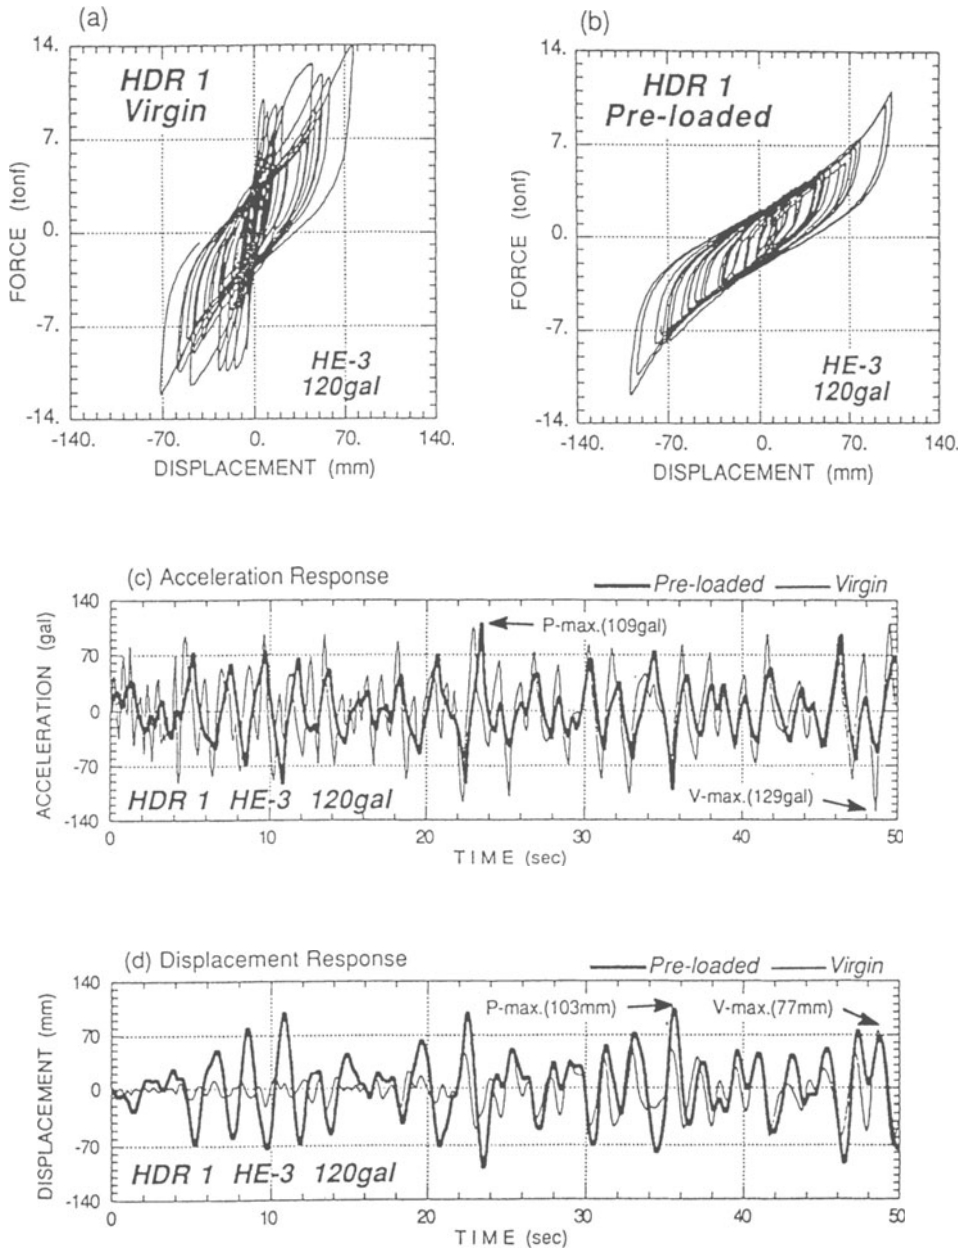 (a)
14.
7.
0.
-7.
-14.
FORCE (tonf)
HDR 1
Virgin
HE-3
120gal
-140.
-70.
0.
70.
140.
DISPLACEMENT (mm)
(b)
14.
7.
0.
-7.
-14.
FORCE (tonf)
HDR 1
Pre-loaded
HE-3
120gal
-140.
-70.
0.
70.
140.
DISPLACEMENT (mm)
(c) Acceleration Response
Pre-loaded
Virgin
140
70
0
-70
-140
ACCELERATION (gal)
P-max.(109gal)
V-max.(129gal)
HDR 1 HE-3 120gal
0
10
20
30
40
50
TIME (sec)
(d) Displacement Response
Pre-loaded
Virgin
140
70
0
-70
-140
DISPLACEMENT (mm)
P-max.(103mm)
V-max.(77mm)
HDR 1 HE-3 120gal
0
10
20
30
40
50
TIME (sec)